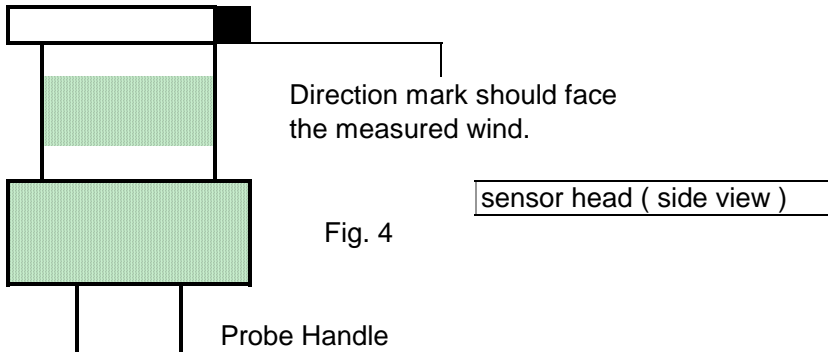 Direction mark should face
the measured wind.
sensor head ( side view )
Fig. 4
Probe Handle